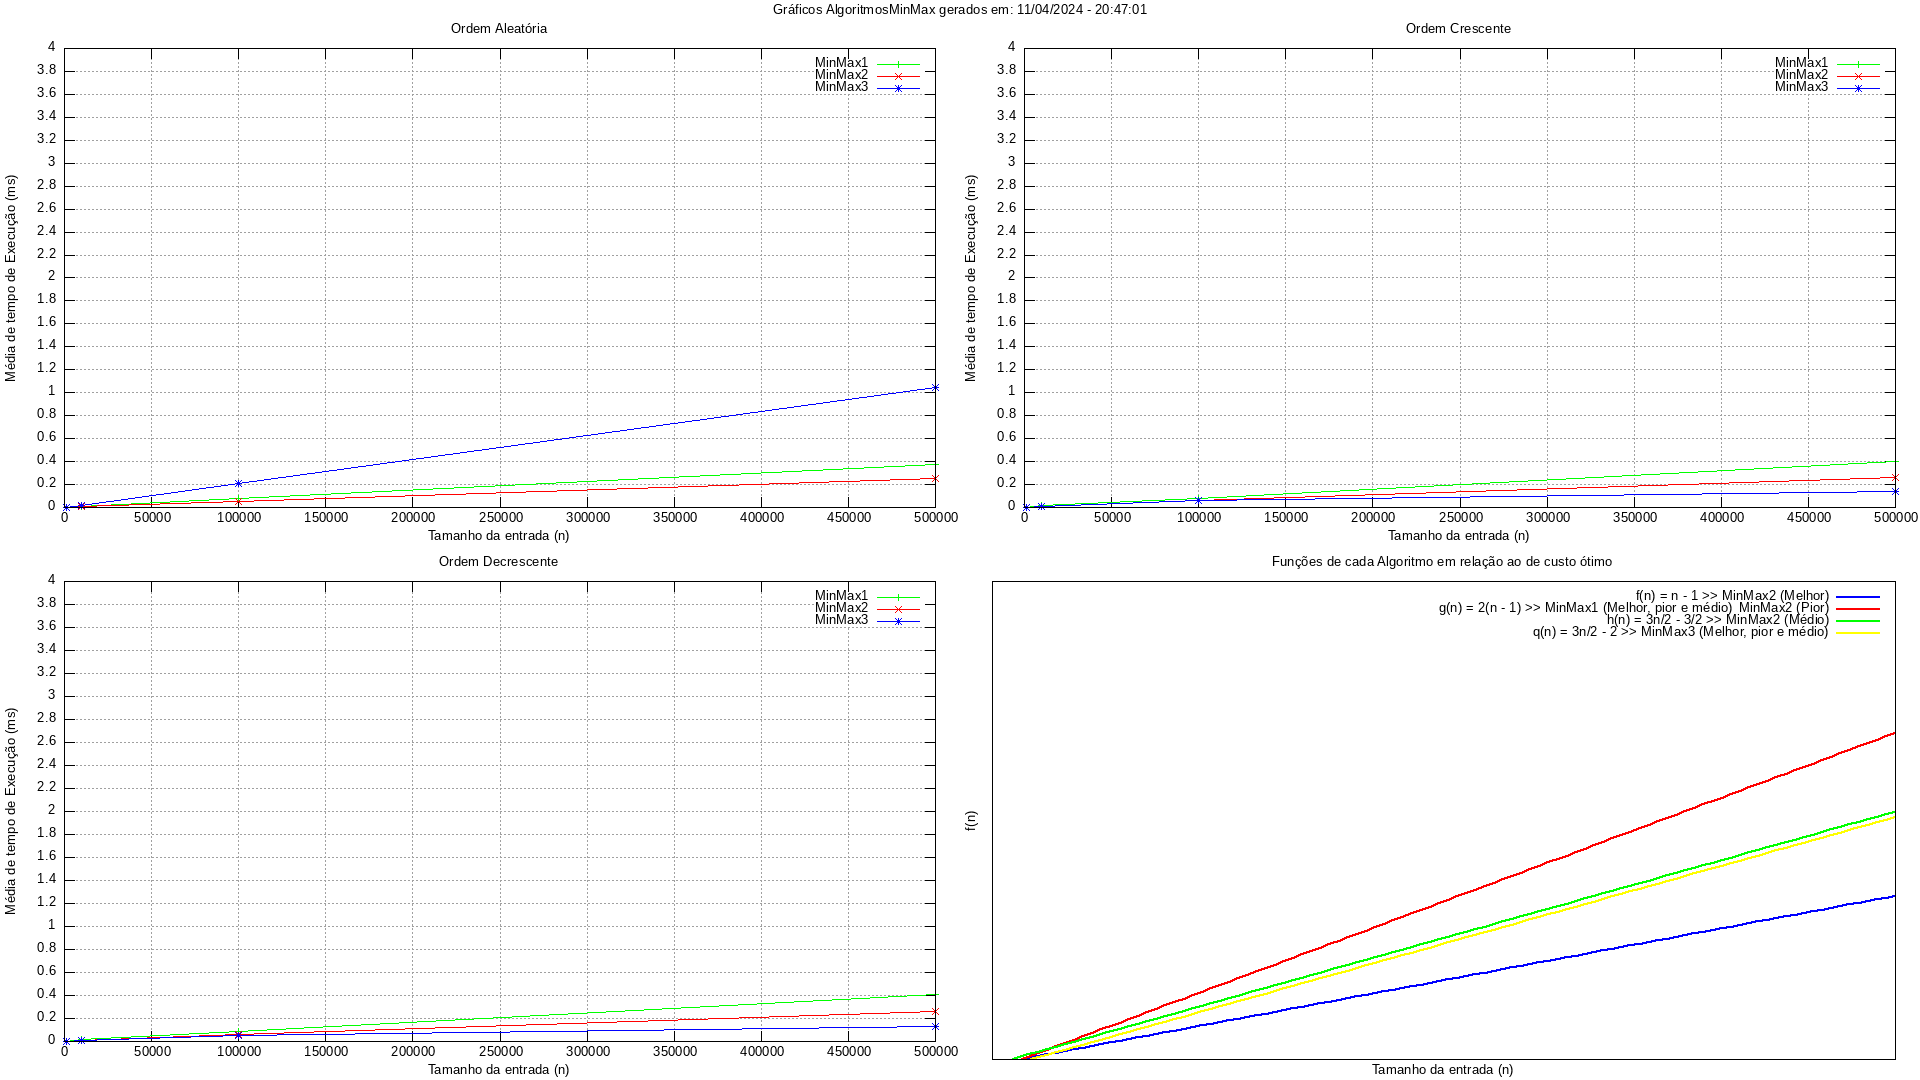 Gráficos AlgoritmosMinMax gerados em: 11/04/2024 - 20:47:01
Ordem Aleatória
Média de tempo de Execução (ms)
4
3.8
3.6
3.4
3.2
3
2.8
2.6
2.4
2.2
2
1.8
1.6
1.4
1.2
1
0.8
0.6
0.4
0.2
0
MinMax1
MinMax2
MinMax3
0 50000 100000 150000 200000 250000 300000 350000 400000 450000 500000
Tamanho da entrada (n)
Ordem Crescente
Média de tempo de Execução (ms)
4
3.8
3.6
3.4
3.2
3
2.8
2.6
2.4
2.2
2
1.8
1.6
1.4
1.2
1
0.8
0.6
0.4
0.2
0
MinMax1
MinMax2
MinMax3
0 50000 100000 150000 200000 250000 300000 350000 400000 450000 500000
Tamanho da entrada (n)
Ordem Decrescente
Média de tempo de Execução (ms)
4
3.8
3.6
3.4
3.2
3
2.8
2.6
2.4
2.2
2
1.8
1.6
1.4
1.2
1
0.8
0.6
0.4
0.2
0
MinMax1
MinMax2
MinMax3
0 50000 100000 150000 200000 250000 300000 350000 400000 450000 500000
Tamanho da entrada (n)
Funções de cada Algoritmo em relação ao de custo ótimo
f(n)
f(n) = n - 1 >> MinMax2 (Melhor)
g(n) = 2(n - 1) >> MinMax1 (Melhor, pior e médio) MinMax2 (Pior)
h(n) = 3n/2 - 3/2 >> MinMax2 (Médio)
q(n) = 3n/2 - 2 >> MinMax3 (Melhor, pior e médio)
Tamanho da entrada (n)